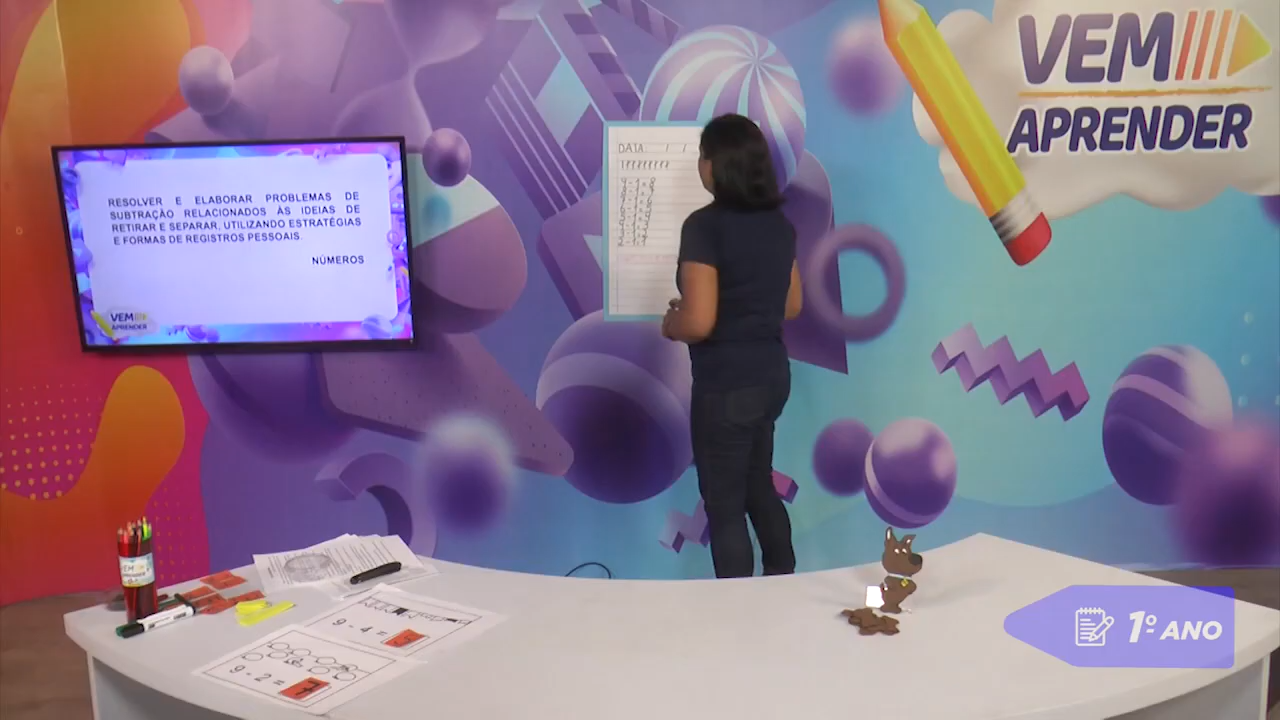 VEM
APRENDER
DATA: / /
RESOLVER E ELABORAR PROBLEMAS DE
SUBTRAÇÃO RELACIONADOS ÀS IDEIAS DE
RETIRAR E SEPARAR, UTILIZANDO ESTRATÉGIAS
E FORMAS DE REGISTROS PESSOAIS.
NÚMEROS
VEM
APRENDER
9 - 4 =
9 - 2 =
1º ANO